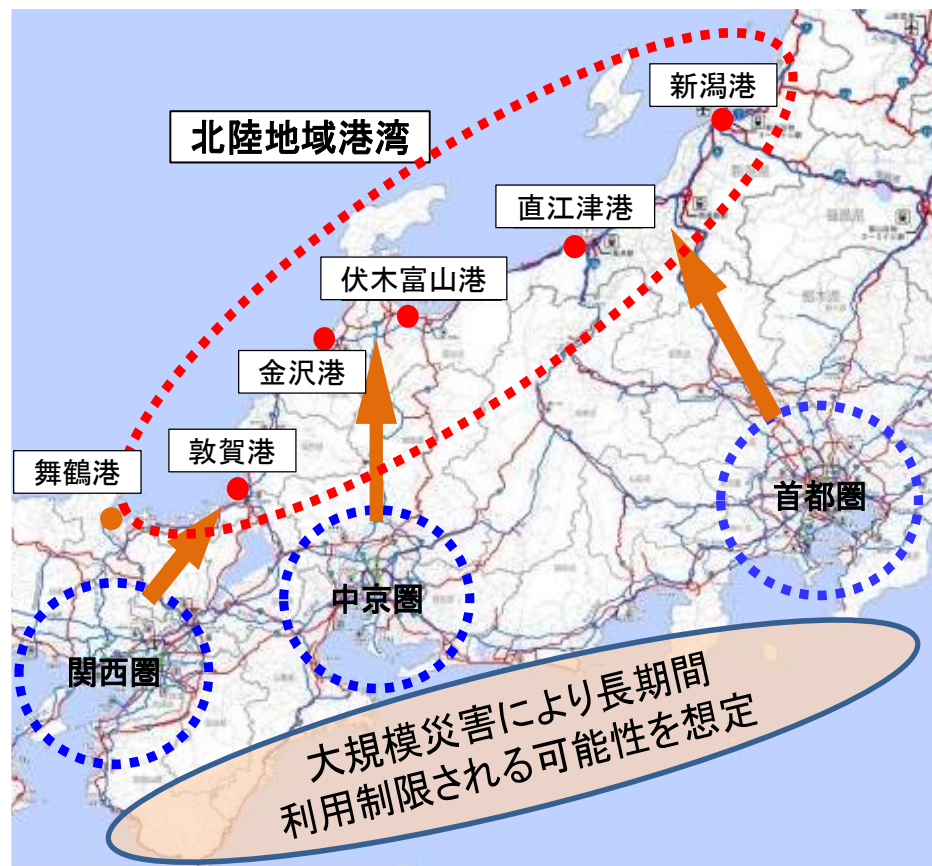 新潟港
北陸地域港湾
直江津港
伏木富山港
金沢港
敦賀港
舞鶴港
首都圏
中京圏
関西圏
大規模災害により長期間
利用制限される可能性を想定